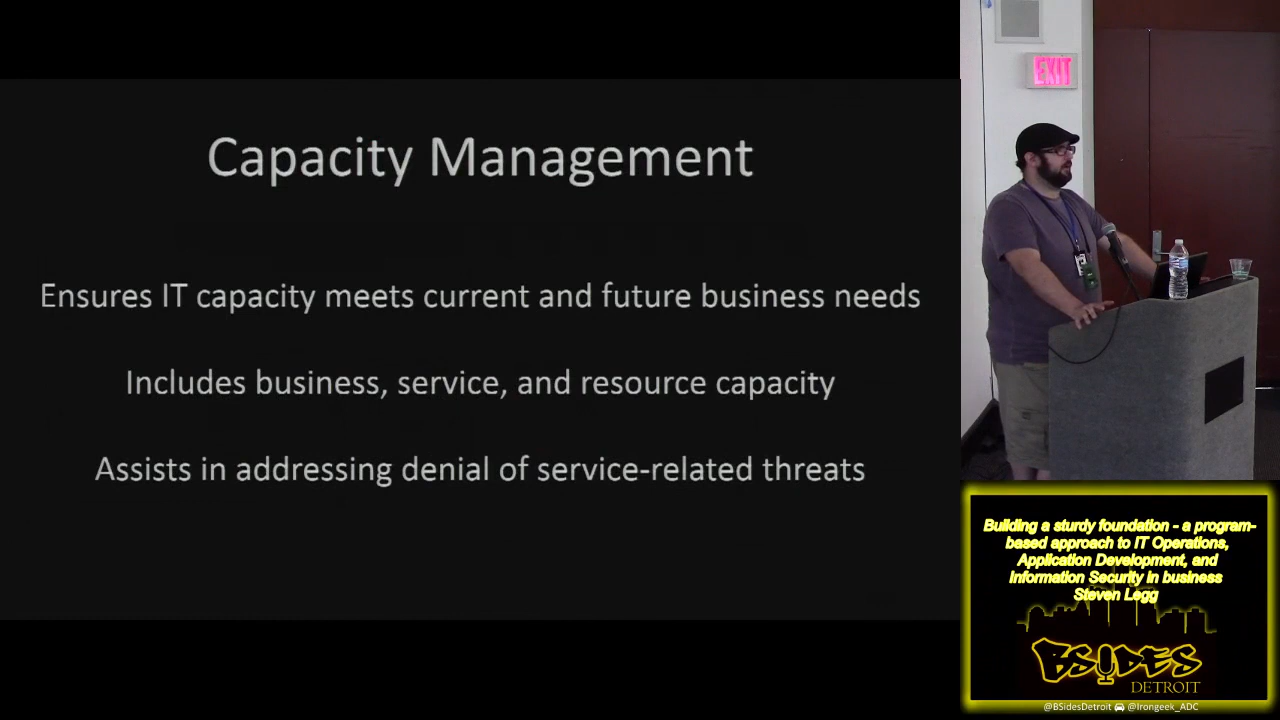 Capacity Management
Ensures IT capacity meets current and future business needs
Includes business, service, and resource capacity
Assists in addressing denial of service-related threats
EXIT
Building a sturdy foundation - a program-
based approach to IT Operations,
Application Development, and
Information Security in business
Steven Legg
BSIDES
DETROIT
@BSidesDetroit @Irongeek_ADC